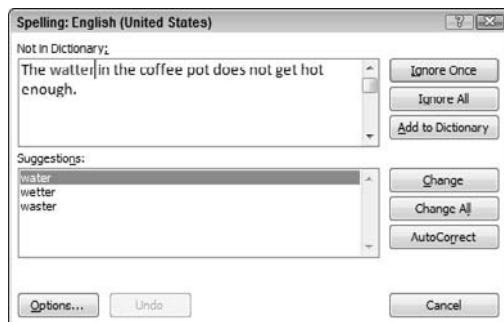 Spelling: English (United States)
Not in Dictionary:
The watter in the coffee pot does not get hot
enough.
Ignore Once
Ignore All
Add to Dictionary
Suggestions:
water
wetter
waster
Change
Change All
AutoCorrect
Options...
Undo
Cancel